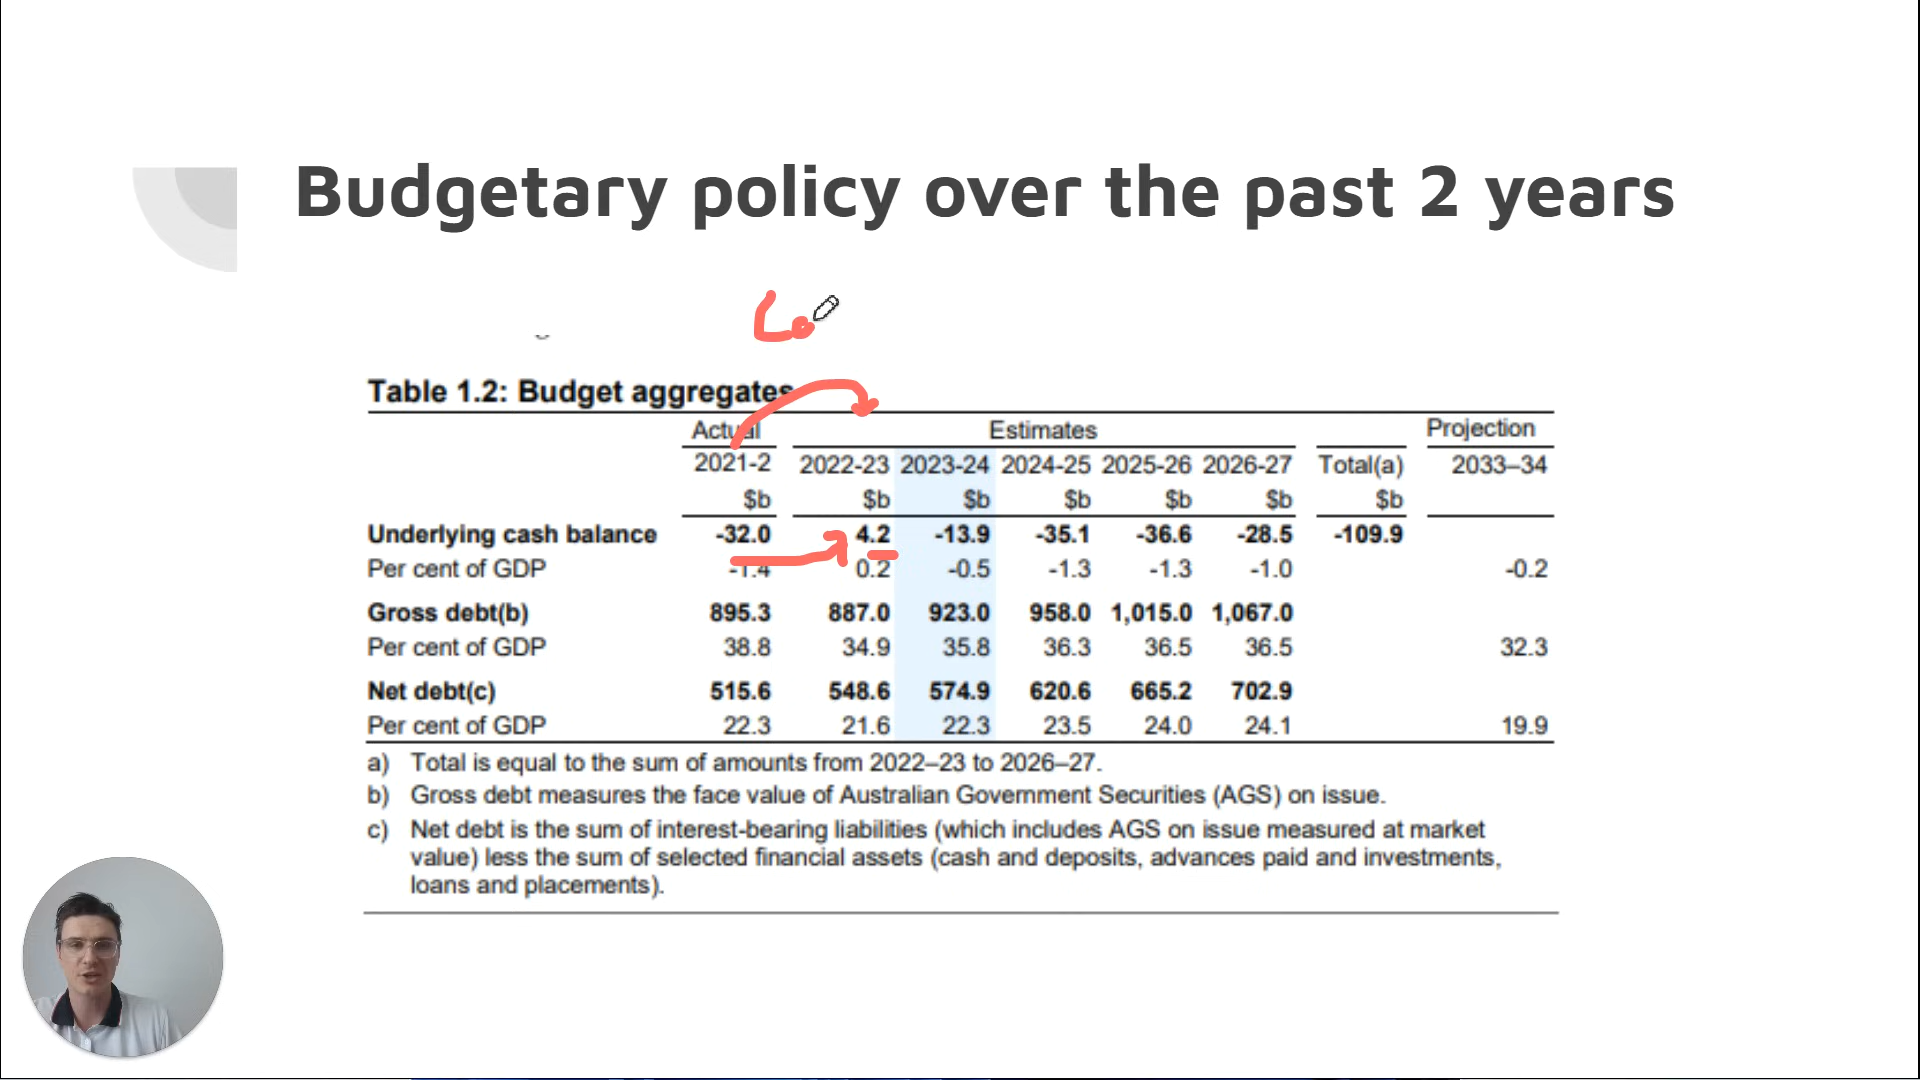 Budgetary policy over the past 2 years
Table 1.2: Budget aggregates
Actual Estimates Projection
2021-2 2022-23 2023-24 2024-25 2025-26 2026-27 Total(a) 2033–34
$b $b $b $b $b $b $b
Underlying cash balance -32.0 4.2 -13.9 -35.1 -36.6 -28.5 -109.9
Per cent of GDP -1.4 0.2 -0.5 -1.3 -1.3 -1.0 -0.2
Gross debt(b) 895.3 887.0 923.0 958.0 1,015.0 1,067.0
Per cent of GDP 38.8 34.9 35.8 36.3 36.5 36.5 32.3
Net debt(c) 515.6 548.6 574.9 620.6 665.2 702.9
Per cent of GDP 22.3 21.6 22.3 23.5 24.0 24.1 19.9
a) Total is equal to the sum of amounts from 2022–23 to 2026–27.
b) Gross debt measures the face value of Australian Government Securities (AGS) on issue.
c) Net debt is the sum of interest-bearing liabilities (which includes AGS on issue measured at market
value) less the sum of selected financial assets (cash and deposits, advances paid and investments,
loans and placements).